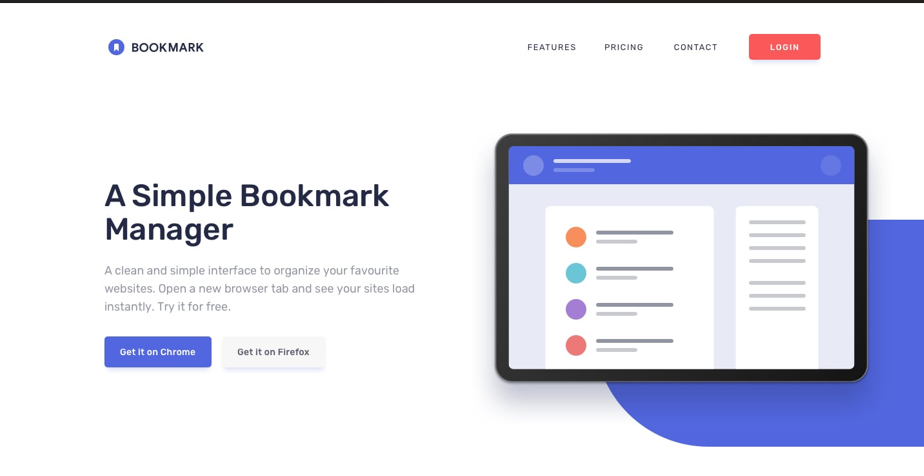 BOOKMARK
FEATURES
PRICING
CONTACT
LOGIN
A Simple Bookmark
Manager
A clean and simple interface to organize your favourite
websites. Open a new browser tab and see your sites load
instantly. Try it for free.
Get it on Chrome
Get it on Firefox